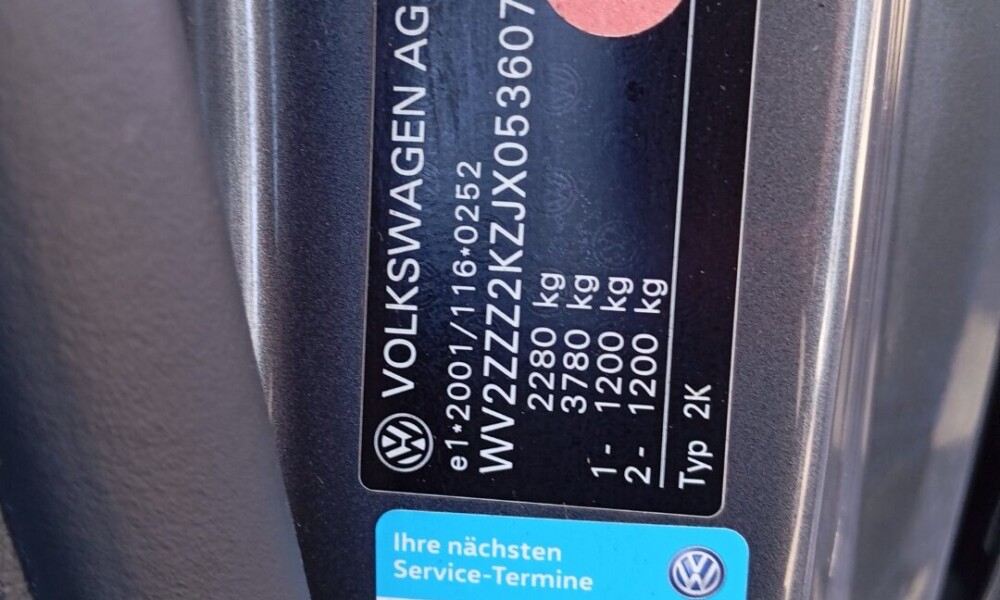 VOLKSWAGEN AG
e1*2001/116*0252
WV2ZZZ2KZJX053607
2280 kg
3780 kg
1- 1200 kg
2- 1200 kg
Typ 2K
Ihre nächsten
Service-Termine